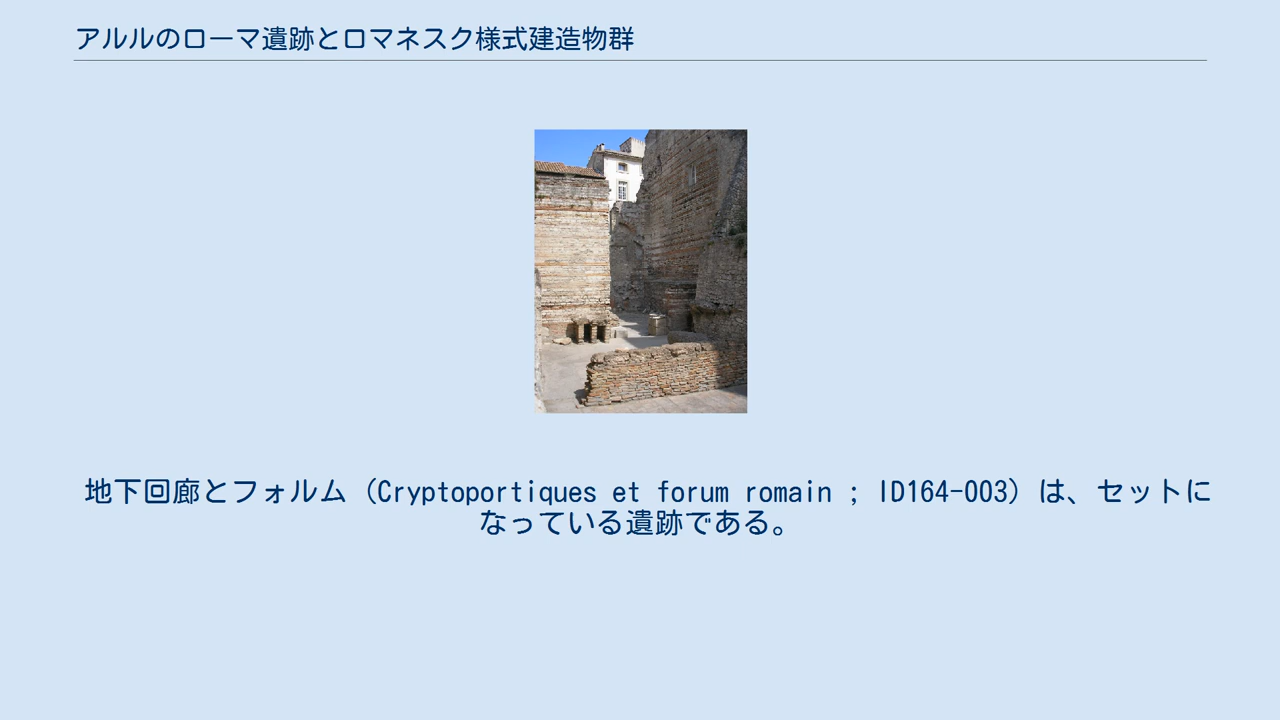 アルルのローマ遺跡とロマネスク様式建造物群
地下回廊とフォルム（Cryptoportiques et forum romain ; ID164-003）は、セットに
なっている遺跡である。